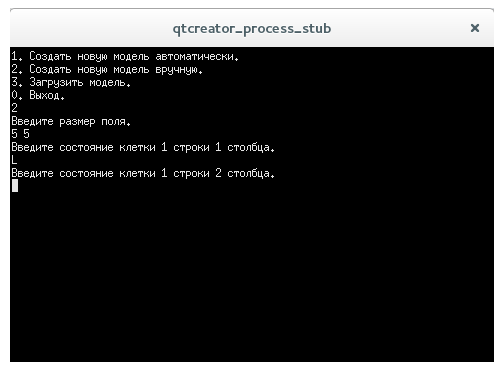 qtcreator_process_stub
1. Создать новую модель автоматически.
2. Создать новую модель вручную.
3. Загрузить модель.
0. Выход.
2
Введите размер поля.
5 5
Введите состояние клетки 1 строки 1 столбца.
L
Введите состояние клетки 1 строки 2 столбца.